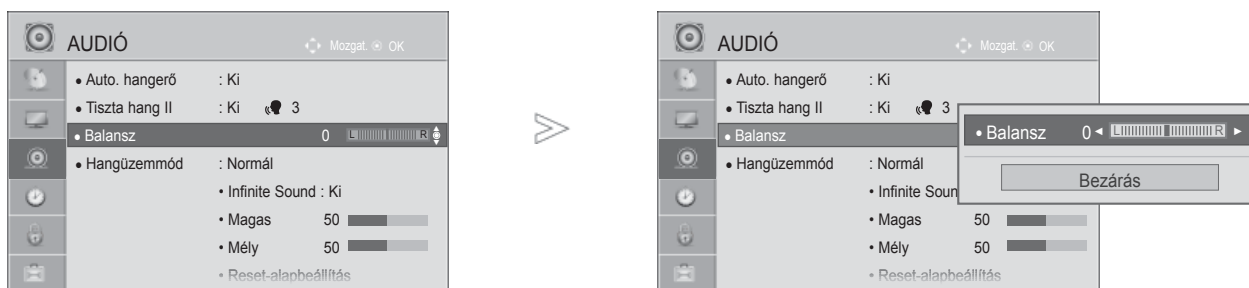 AUDIÓ
Mozgat. OK
• Auto. hangerő : Ki
• Tiszta hang II : Ki 3
• Balansz 0 L R
• Hangüzemmód : Normál
• Infinite Sound : Ki
• Magas 50
• Mély 50
• Reset-alapbeállítás
AUDIÓ
Mozgat. OK
• Auto. hangerő : Ki
• Tiszta hang II : Ki 3
• Balansz
• Hangüzemmód : Normál
• Infinite Soun
• Magas 50
• Mély 50
• Reset-alapbeállítás
• Balansz 0 ◄ L R ►
Bezárás